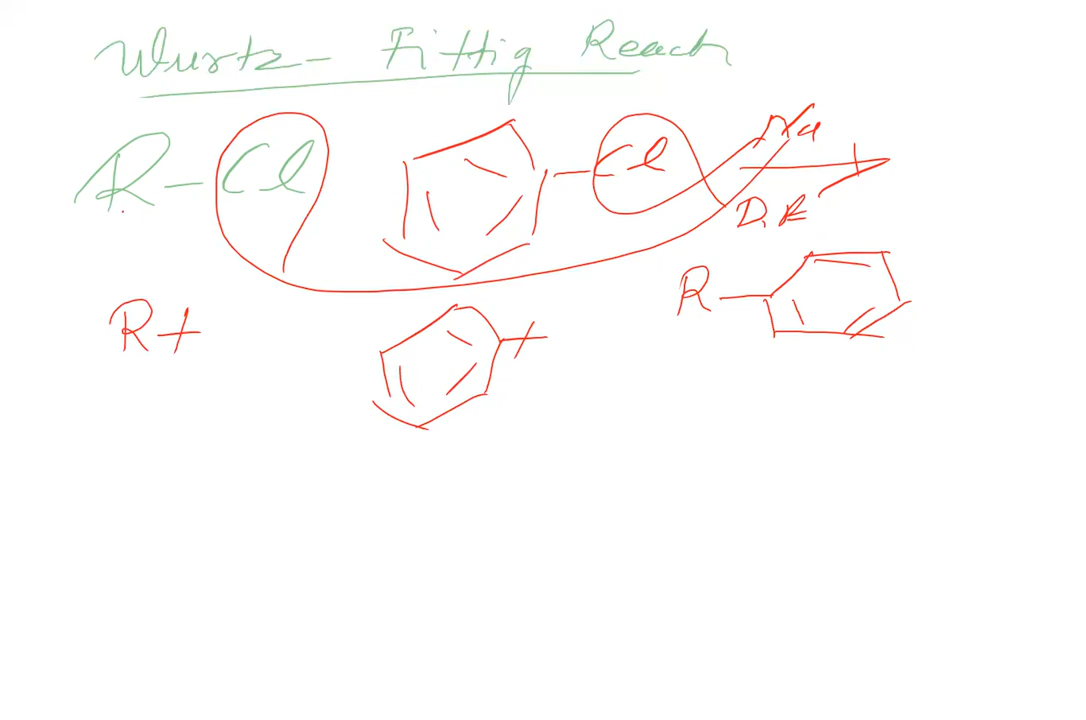 Wurtz - Fittig Reactn
R - Cl - Cl Na
D.E
R -
R +